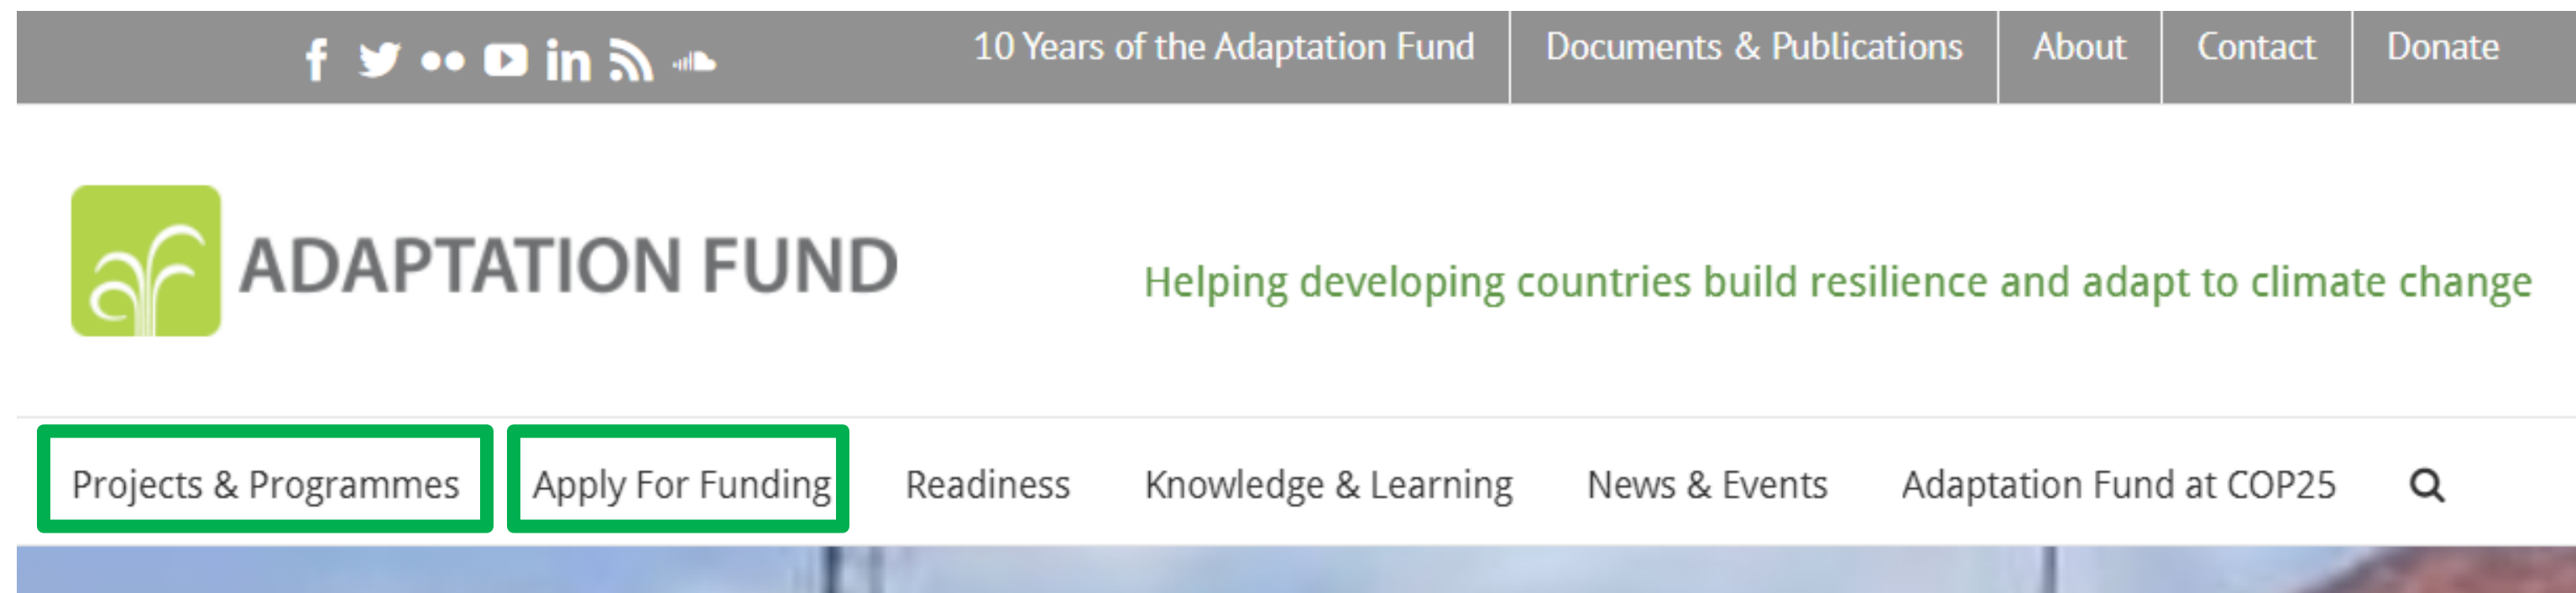 10 Years of the Adaptation Fund Documents & Publications About Contact Donate
ADAPTATION FUND
Helping developing countries build resilience and adapt to climate change
Projects & Programmes Apply For Funding Readiness Knowledge & Learning News & Events Adaptation Fund at COP25